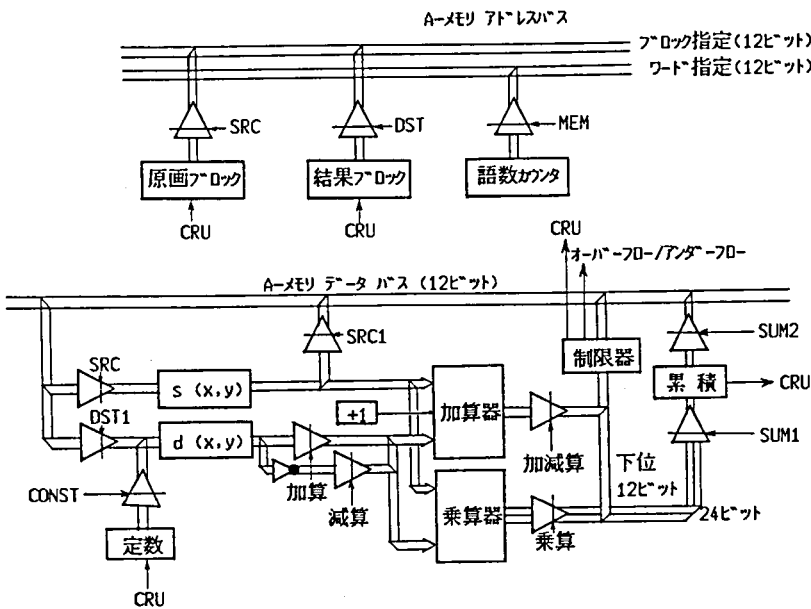 A-メモリ アドレスバス
ブロック指定(12ビット)
ワード指定(12ビット)
SRC
DST
MEM
原画ブロック
結果ブロック
語数カウンタ
CRU
CRU
CRU
オーバーフロー/アンダーフロー
A-メモリ データ バス (12ビット)
SRC1
制限器
SUM2
SRC
s (x,y)
累積
CRU
DST1
+1
加算器
d (x,y)
SUM1
加減算
下位
12ビット
CONST
加算
減算
乗算器
24ビット
乗算
定数
CRU